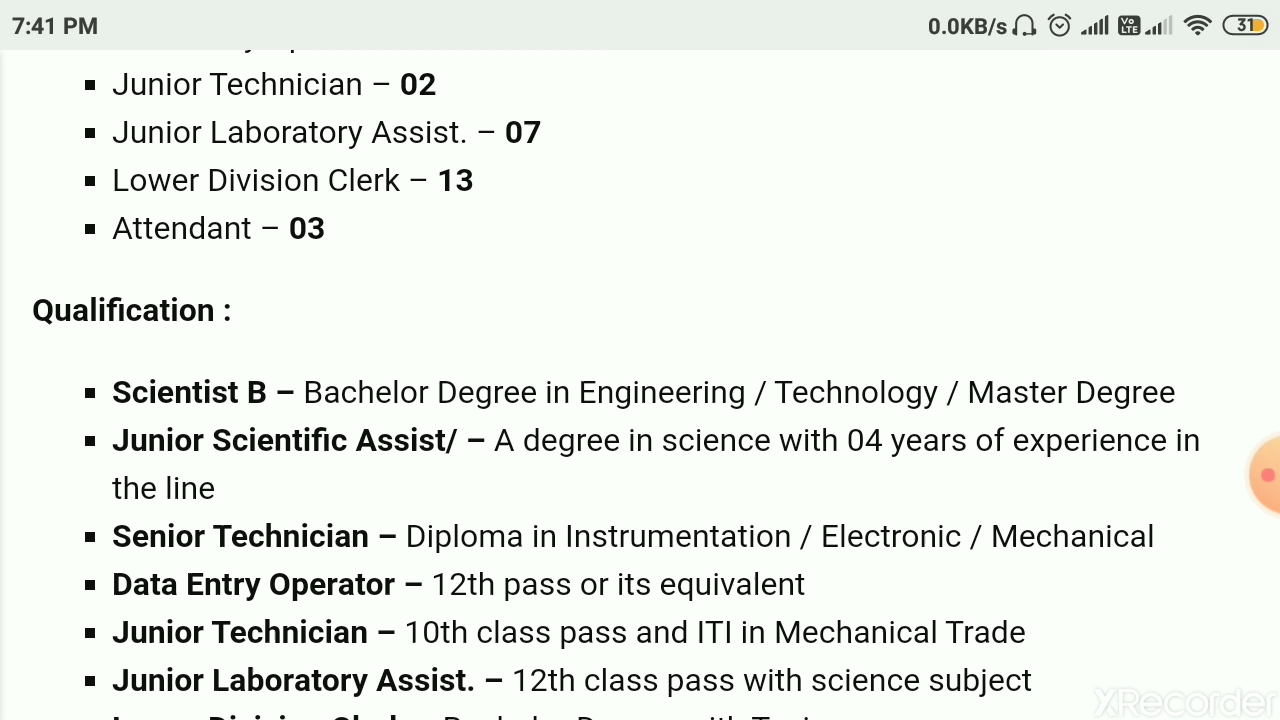 7:41 PM
0.0KB/s
Vo LTE
31
Junior Technician – 02
Junior Laboratory Assist. – 07
Lower Division Clerk – 13
Attendant – 03
Qualification :
Scientist B – Bachelor Degree in Engineering / Technology / Master Degree
Junior Scientific Assist/ – A degree in science with 04 years of experience in
the line
Senior Technician – Diploma in Instrumentation / Electronic / Mechanical
Data Entry Operator – 12th pass or its equivalent
Junior Technician – 10th class pass and ITI in Mechanical Trade
Junior Laboratory Assist. – 12th class pass with science subject
XRecorder